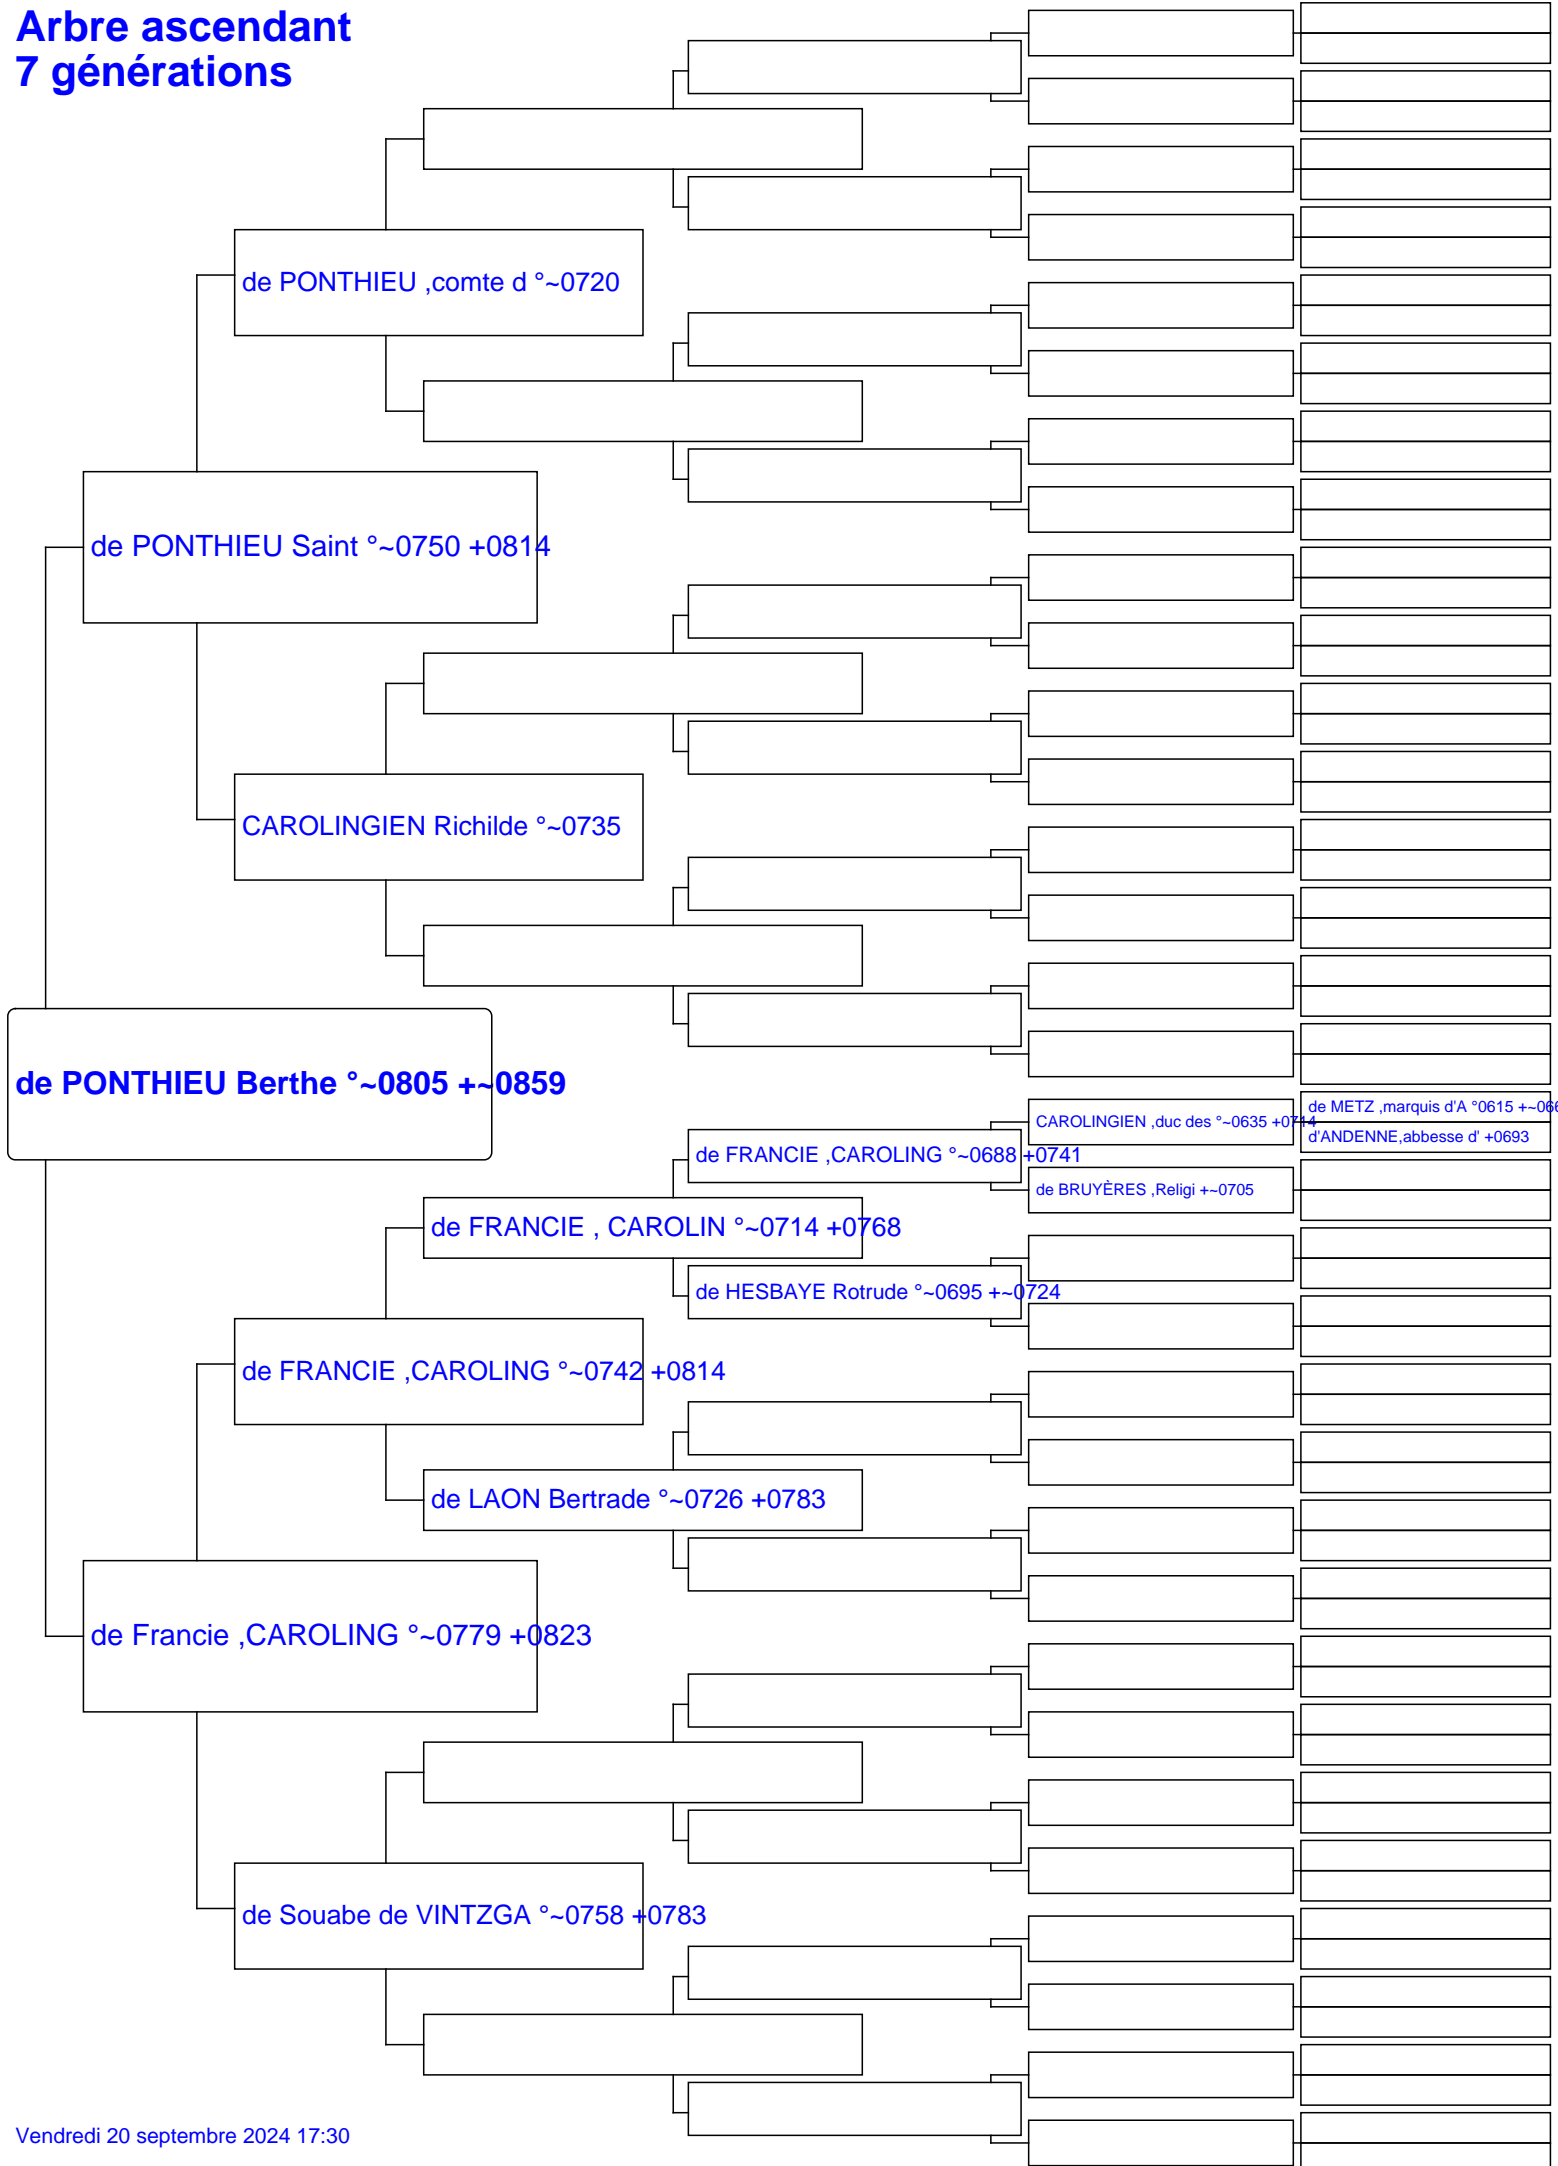 Arbre ascendant
7 générations
de PONTHIEU ,comte d °~0720
de PONTHIEU Saint °~0750 +0814
CAROLINGIEN Richilde °~0735
de PONTHIEU Berthe °~0805 +~0859
de METZ ,marquis d'A °0615 +~066
CAROLINGIEN ,duc des °~0635 +0714
d'ANDENNE,abbesse d' +0693
de FRANCIE ,CAROLING °~0688 +0741
de BRUYÈRES ,Religi +~0705
de FRANCIE , CAROLIN °~0714 +0768
de HESBAYE Rotrude °~0695 +~0724
de FRANCIE ,CAROLING °~0742 +0814
de LAON Bertrade °~0726 +0783
de Francie ,CAROLING °~0779 +0823
de Souabe de VINTZGA °~0758 +0783
Vendredi 20 septembre 2024 17:30